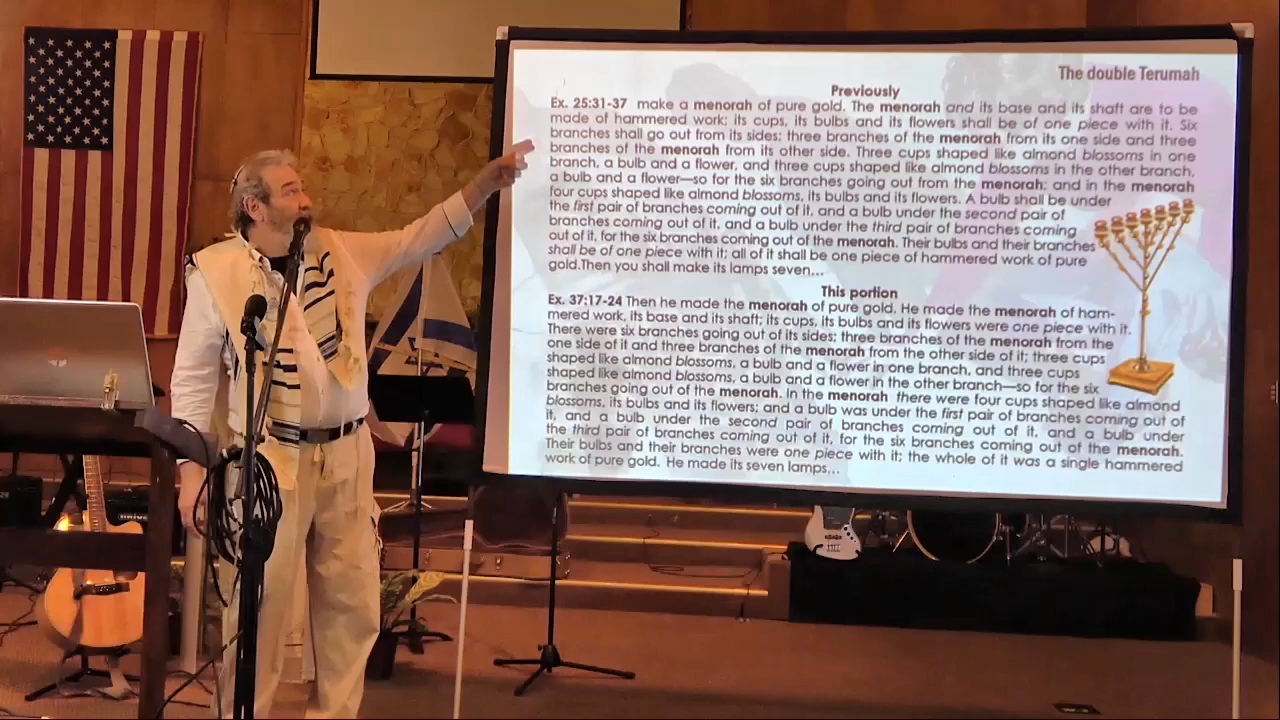 The double Terumah
Previously
Ex. 25:31-37 make a menorah of pure gold. The menorah and its base and its shaft are to be
made of hammered work; its cups, its bulbs and its flowers shall be of one piece with it. Six
branches shall go out from its sides; three branches of the menorah from its one side and three
branches of the menorah from its other side. Three cups shaped like almond blossoms in one
branch, a bulb and a flower, and three cups shaped like almond blossoms in the other branch,
a bulb and a flower—so for the six branches going out from the menorah; and in the menorah
four cups shaped like almond blossoms, its bulbs and its flowers. A bulb shall be under
the first pair of branches coming out of it, and a bulb under the second pair of
branches coming out of it, and a bulb under the third pair of branches coming
out of it, for the six branches coming out of the menorah. Their bulbs and their branches
shall be of one piece with it; all of it shall be one piece of hammered work of pure
gold.Then you shall make its lamps seven...
This portion
Ex. 37:17-24 Then he made the menorah of pure gold. He made the menorah of ham-
mered work, its base and its shaft; its cups, its bulbs and its flowers were one piece with it.
There were six branches going out of its sides; three branches of the menorah from the
one side of it and three branches of the menorah from the other side of it; three cups
shaped like almond blossoms, a bulb and a flower in one branch, and three cups
shaped like almond blossoms, a bulb and a flower in the other branch—so for the six
branches going out of the menorah. In the menorah there were four cups shaped like almond
blossoms, its bulbs and its flowers; and a bulb was under the first pair of branches coming out of
it, and a bulb under the second pair of branches coming out of it, and a bulb under
the third pair of branches coming out of it, for the six branches coming out of the menorah.
Their bulbs and their branches were one piece with it; the whole of it was a single hammered
work of pure gold. He made its seven lamps...